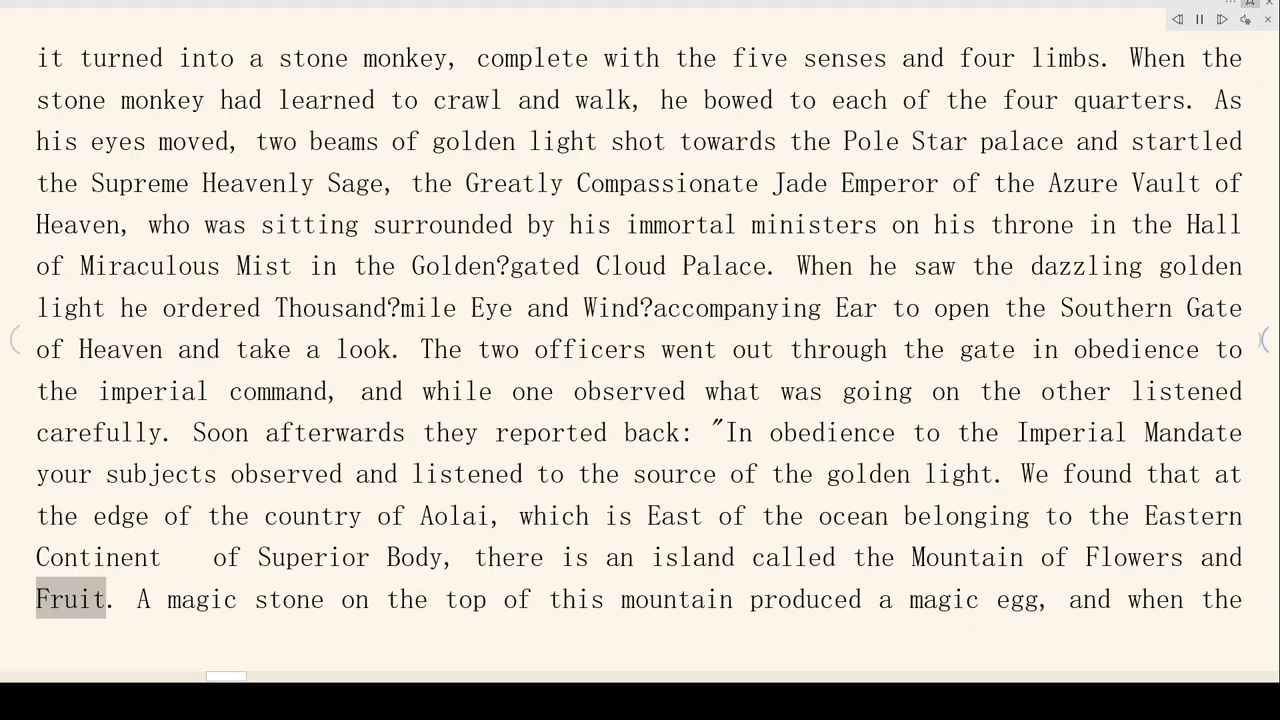 it turned into a stone monkey, complete with the five senses and four limbs. When the
stone monkey had learned to crawl and walk, he bowed to each of the four quarters. As
his eyes moved, two beams of golden light shot towards the Pole Star palace and startled
the Supreme Heavenly Sage, the Greatly Compassionate Jade Emperor of the Azure Vault of
Heaven, who was sitting surrounded by his immortal ministers on his throne in the Hall
of Miraculous Mist in the Golden?gated Cloud Palace. When he saw the dazzling golden
light he ordered Thousand?mile Eye and Wind?accompanying Ear to open the Southern Gate
of Heaven and take a look. The two officers went out through the gate in obedience to
the imperial command, and while one observed what was going on the other listened
carefully. Soon afterwards they reported back: "In obedience to the Imperial Mandate
your subjects observed and listened to the source of the golden light. We found that at
the edge of the country of Aolai, which is East of the ocean belonging to the Eastern
Continent of Superior Body, there is an island called the Mountain of Flowers and
Fruit. A magic stone on the top of this mountain produced a magic egg, and when the